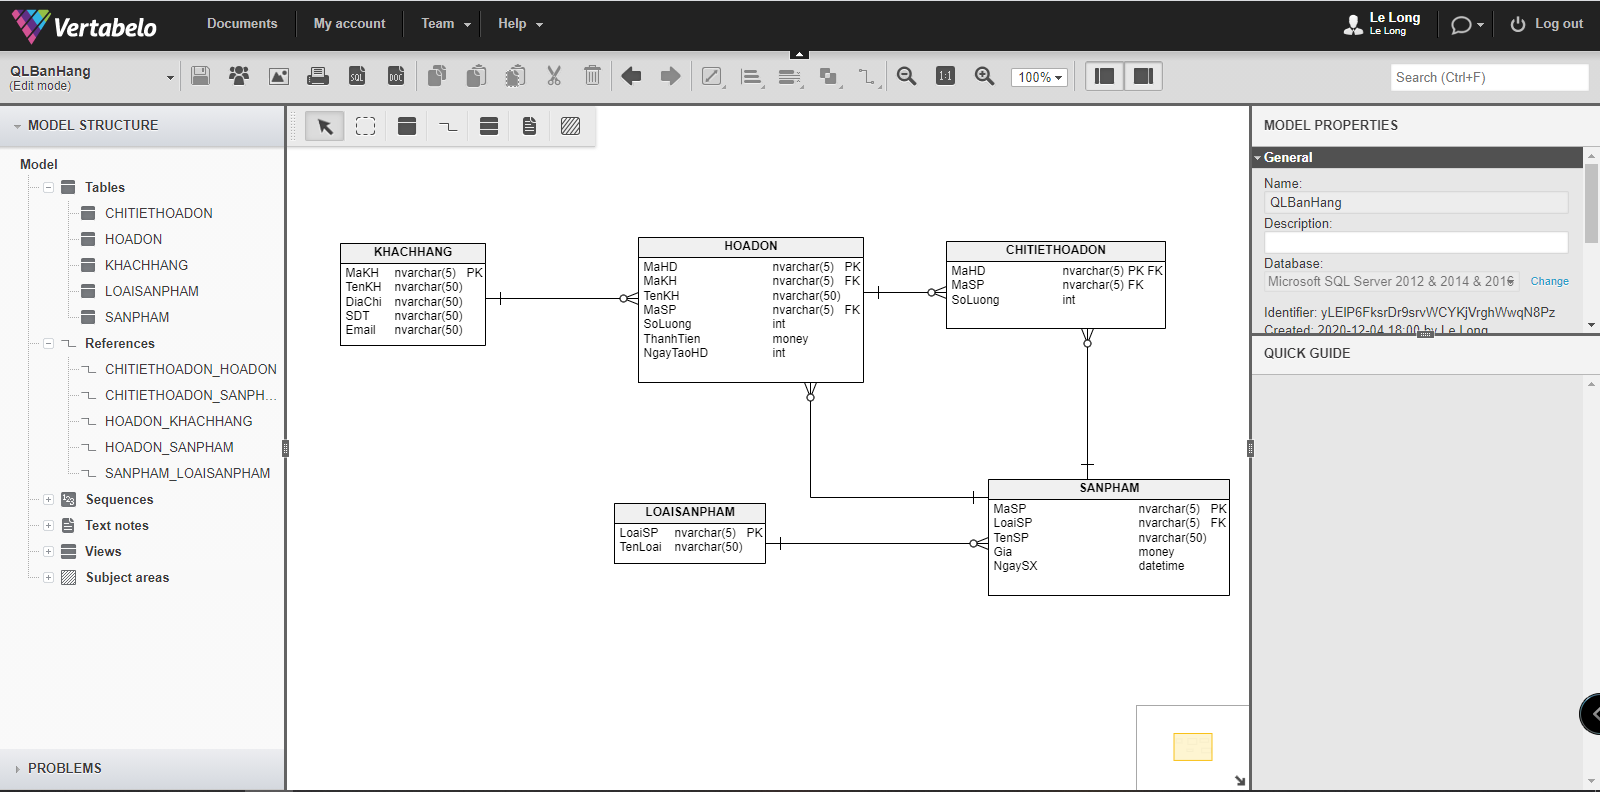 Vertabelo
Documents
My account
Team
Help
Le Long
Le Long
Log out
QLBanHang
(Edit mode)
SQL
DOC
1:1
100%
Search (Ctrl+F)
MODEL STRUCTURE
Model
Tables
CHITIETHOADON
HOADON
KHACHHANG
LOAISANPHAM
SANPHAM
References
CHITIETHOADON_HOADON
CHITIETHOADON_SANPH...
HOADON_KHACHHANG
HOADON_SANPHAM
SANPHAM_LOAISANPHAM
123 Sequences
Text notes
Views
Subject areas
PROBLEMS
KHACHHANG
MaKH nvarchar(5) PK
TenKH nvarchar(50)
DiaChi nvarchar(50)
SDT nvarchar(50)
Email nvarchar(50)
HOADON
MaHD nvarchar(5) PK
MaKH nvarchar(5) FK
TenKH nvarchar(50)
MaSP nvarchar(5) FK
SoLuong int
ThanhTien money
NgayTaoHD int
CHITIETHOADON
MaHD nvarchar(5) PK FK
MaSP nvarchar(5) FK
SoLuong int
LOAISANPHAM
LoaiSP nvarchar(5) PK
TenLoai nvarchar(50)
SANPHAM
MaSP nvarchar(5) PK
LoaiSP nvarchar(5) FK
TenSP nvarchar(50)
Gia money
NgaySX datetime
MODEL PROPERTIES
General
Name:
QLBanHang
Description:
Database:
Microsoft SQL Server 2012 & 2014 & 2016 Change
Identifier: yLEIP6FksrDr9srvWCYKjVrghWwqN8Pz
Created: 2020-12-04 18:00 by Le Long
QUICK GUIDE